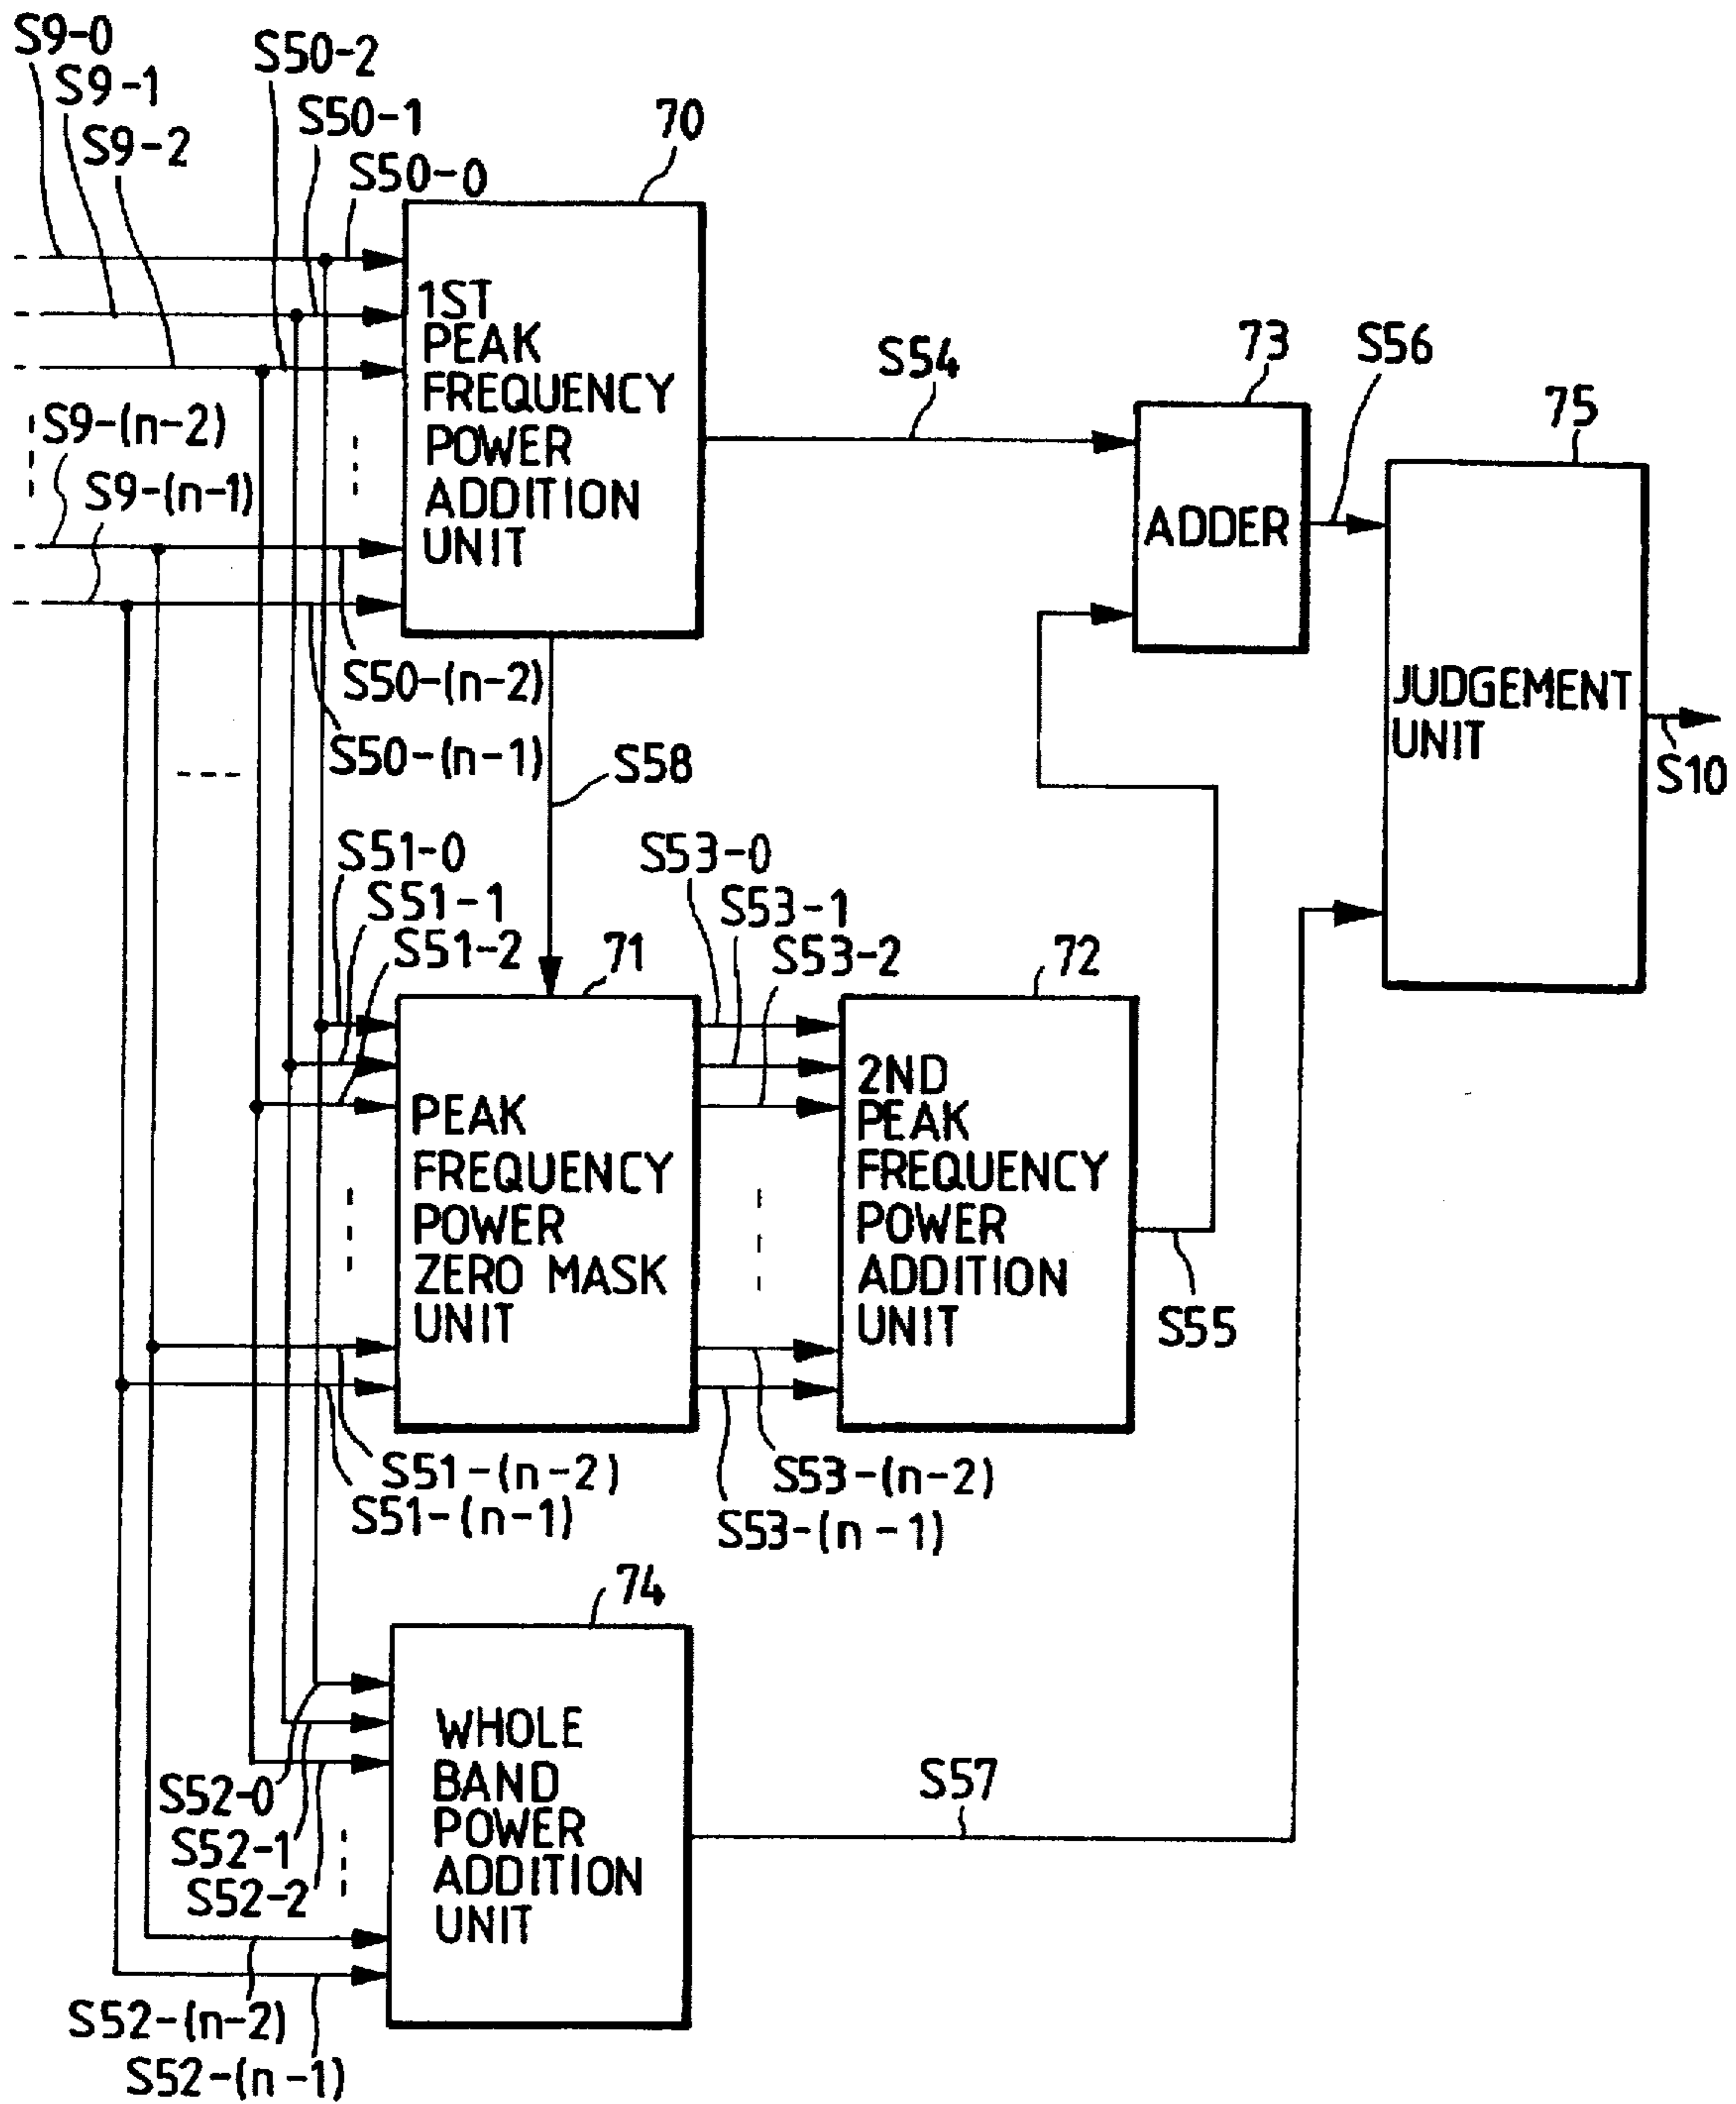 S9-0
S9-1
S9-2
S50-2
S50-1
S50-0
70
1ST
PEAK
FREQUENCY
POWER
ADDITION
UNIT
S9-(n-2)
S9-(n-1)
S50-(n-2)
S50-(n-1)
S54
73
ADDER
S56
75
JUDGEMENT
UNIT
S10
S58
S51-0
S51-1
S51-2
71
PEAK
FREQUENCY
POWER
ZERO MASK
UNIT
S53-0
S53-1
S53-2
72
2ND
PEAK
FREQUENCY
POWER
ADDITION
UNIT
S55
S51-(n-2)
S51-(n-1)
S53-(n-2)
S53-(n-1)
74
WHOLE
BAND
POWER
ADDITION
UNIT
S52-0
S52-1
S52-2
S57
S52-(n-2)
S52-(n-1)